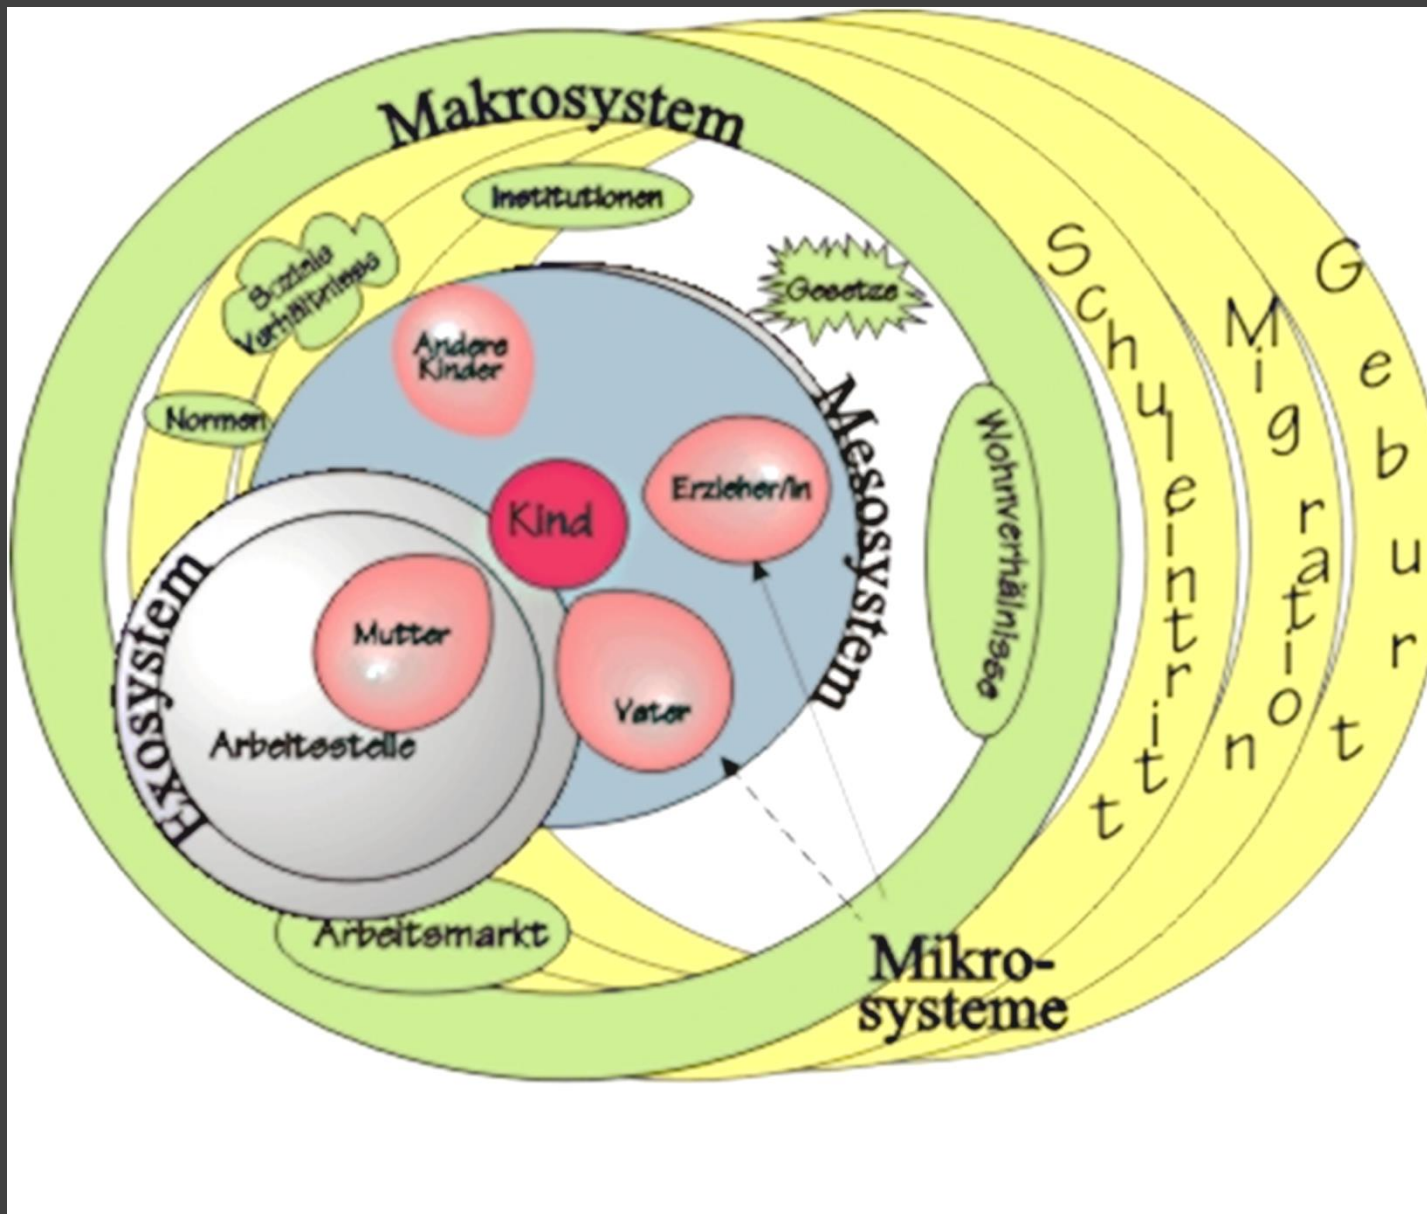 Makrosystem
Institutionen
Soziale
Verhältnisse
Gesetze
Normen
Andere
Kinder
Erzieher/in
Kind
Mesosystem
Wohnverhälnisse
Exosystem
Mutter
Vater
Arbeitsstelle
Arbeitsmarkt
Mikro-
systeme
Schuleintritt
Migration
Geburt